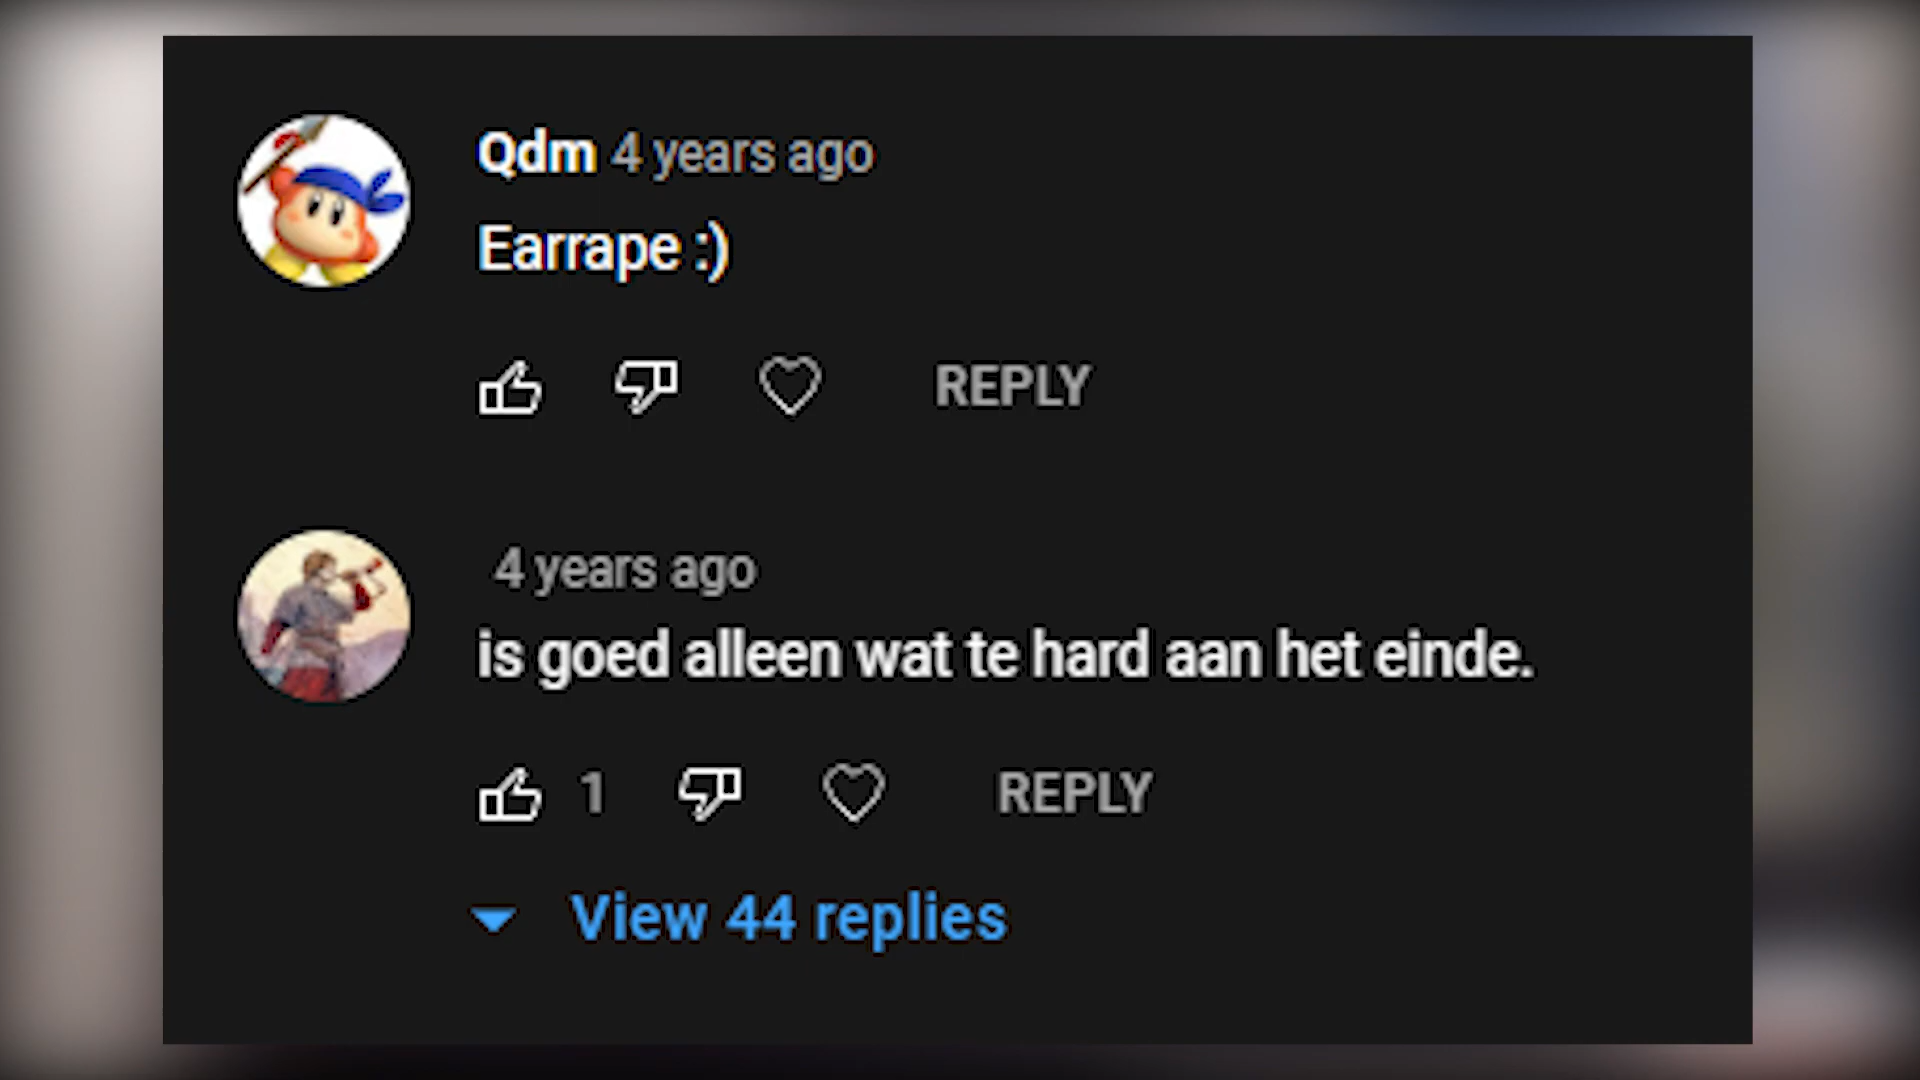 Qdm 4 years ago
Earrape :)
REPLY
4 years ago
is goed alleen wat te hard aan het einde.
1 REPLY
View 44 replies